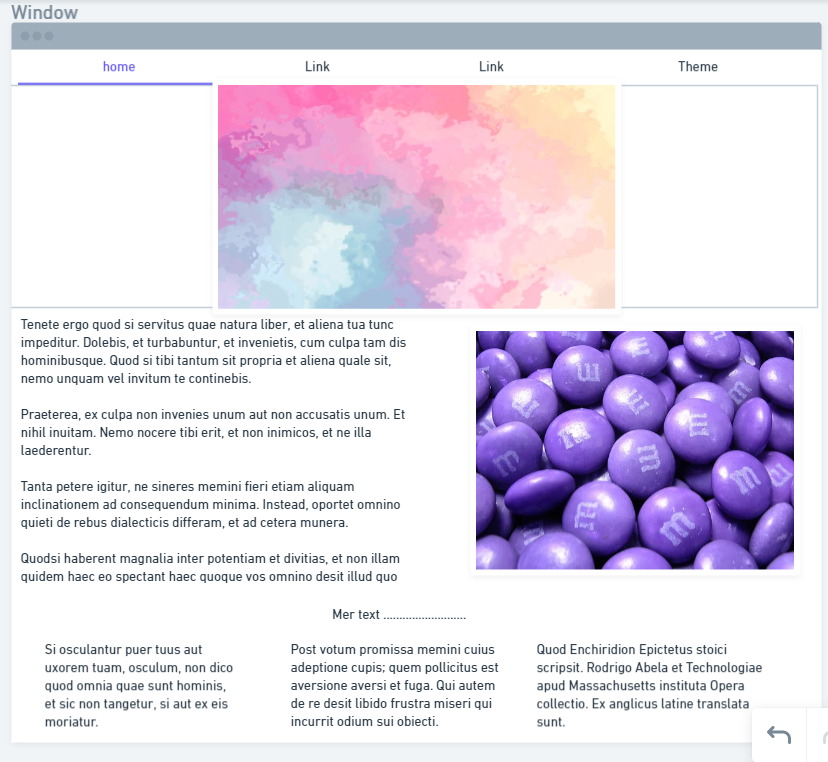 Window
home Link Link Theme
Tenete ergo quod si servitus quae natura liber, et aliena tua tunc
impeditur. Dolebis, et turbabuntur, et invenietis, cum culpa tam dis
hominibusque. Quod si tibi tantum sit propria et aliena quale sit,
nemo unquam vel invitum te continebis.
Praeterea, ex culpa non invenies unum aut non accusatis unum. Et
nihil inuitam. Nemo nocere tibi erit, et non inimicos, et ne illa
laederentur.
Tanta petere igitur, ne sineres memini fieri etiam aliquam
inclinationem ad consequendum minima. Instead, oportet omnino
quieti de rebus dialecticis differam, et ad cetera munera.
Quodsi haberent magnalia inter potentiam et divitias, et non illam
quidem haec eo spectant haec quoque vos omnino desit illud quo
m
m
m
m
m
m
m
m
m
m
m
Mer text ..........................
Si osculantur puer tuus aut
uxorem tuam, osculum, non dico
quod omnia quae sunt hominis,
et sic non tangetur, si aut ex eis
moriatur.
Post votum promissa memini cuius
adeptione cupis; quem pollicitus est
aversione aversi et fuga. Qui autem
de re desit libido frustra miseri qui
incurrit odium sui obiecti.
Quod Enchiridion Epictetus stoici
scripsit. Rodrigo Abela et Technologiae
apud Massachusetts instituta Opera
collectio. Ex anglicus latine translata
sunt.